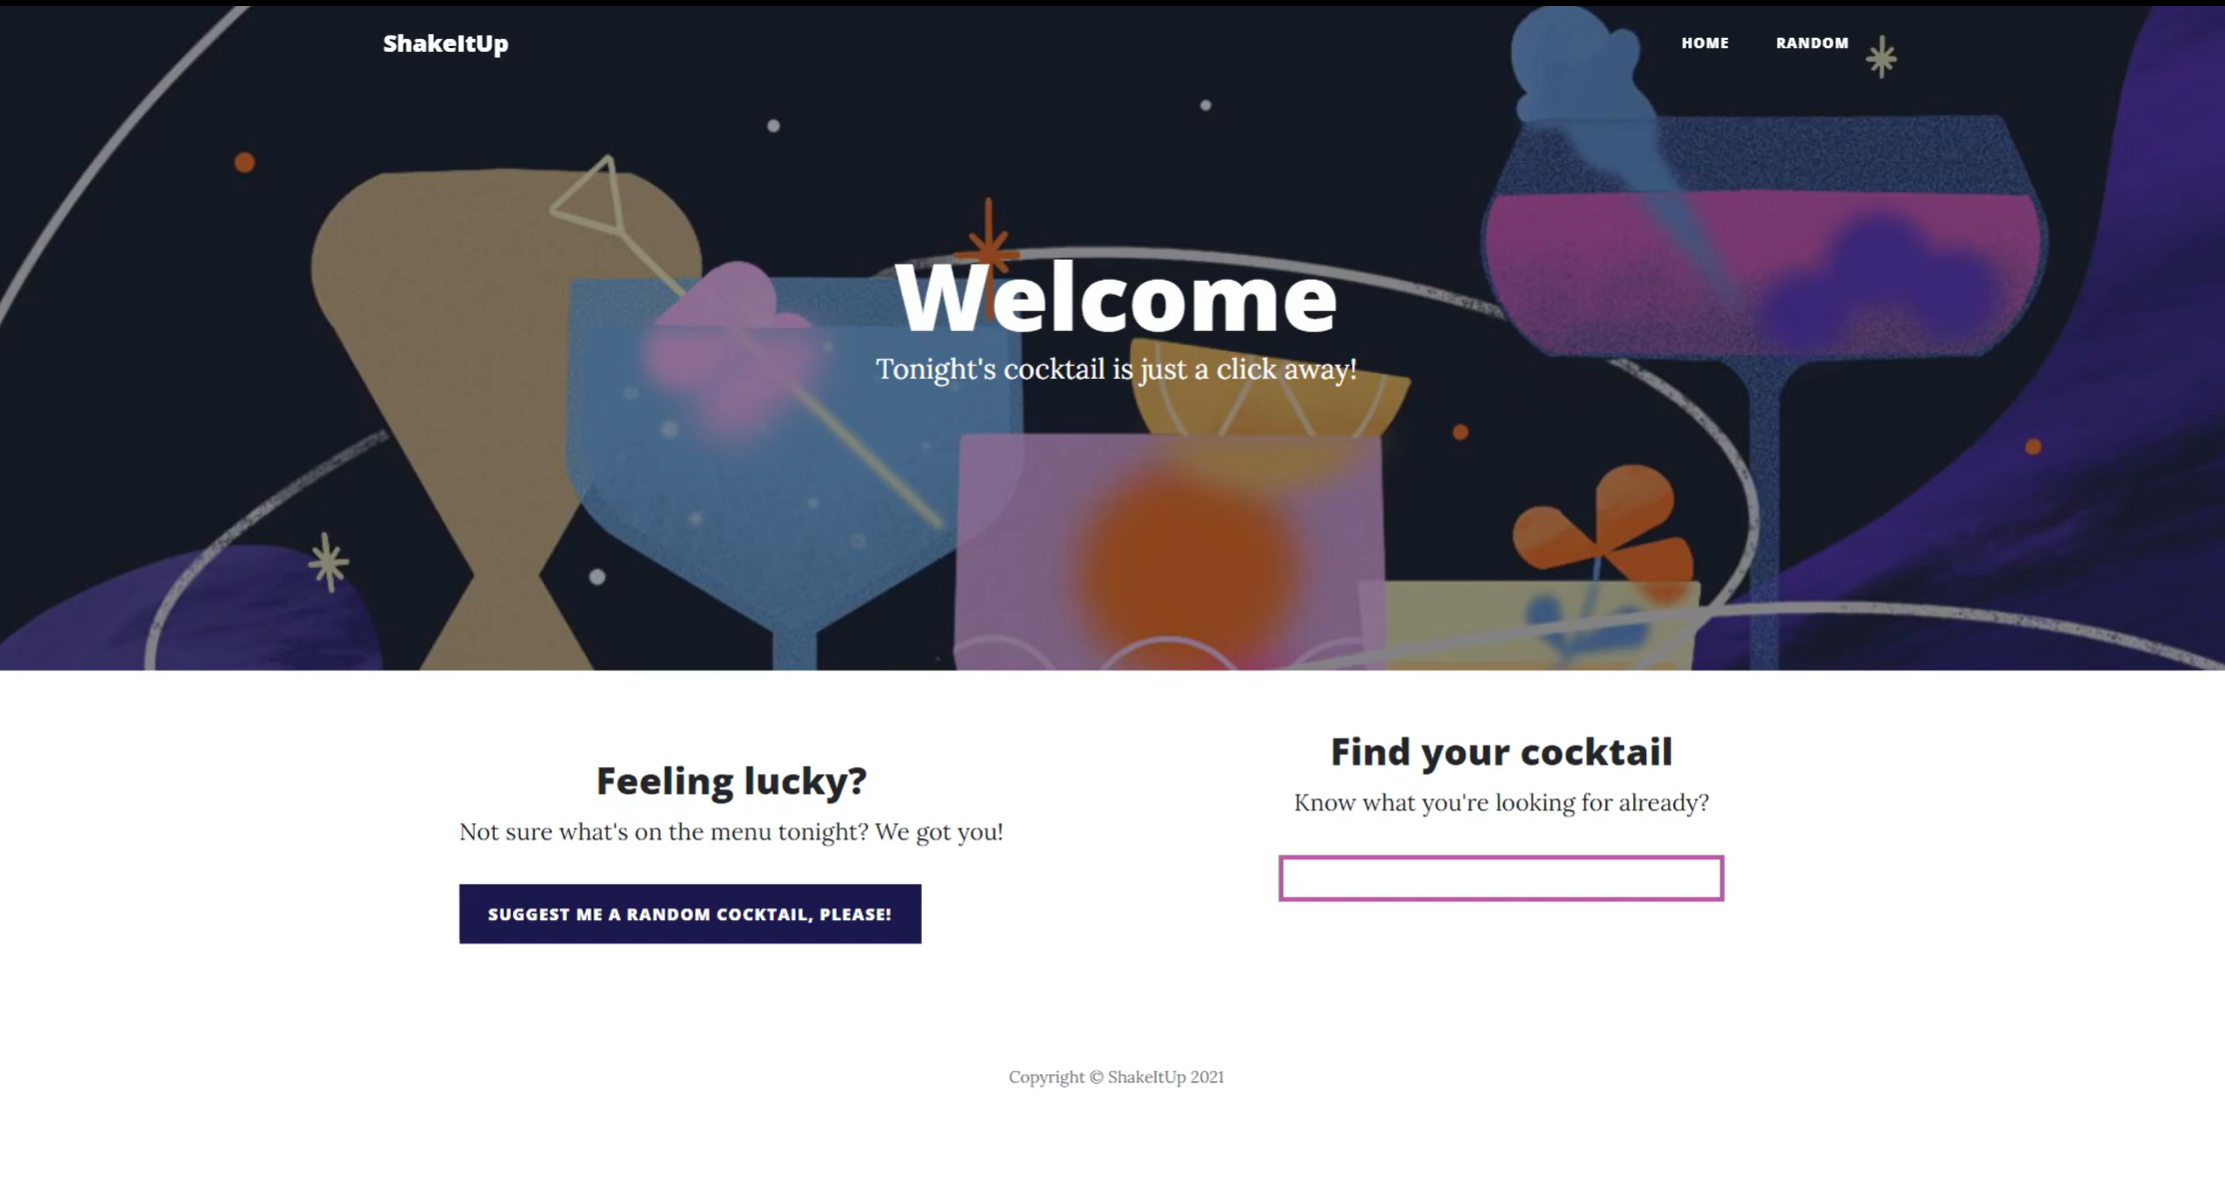 ShakeItUp
HOME
RANDOM
Welcome
Tonight's cocktail is just a click away!
Feeling lucky?
Not sure what's on the menu tonight? We got you!
SUGGEST ME A RANDOM COCKTAIL, PLEASE!
Find your cocktail
Know what you're looking for already?
Copyright © ShakeItUp 2021